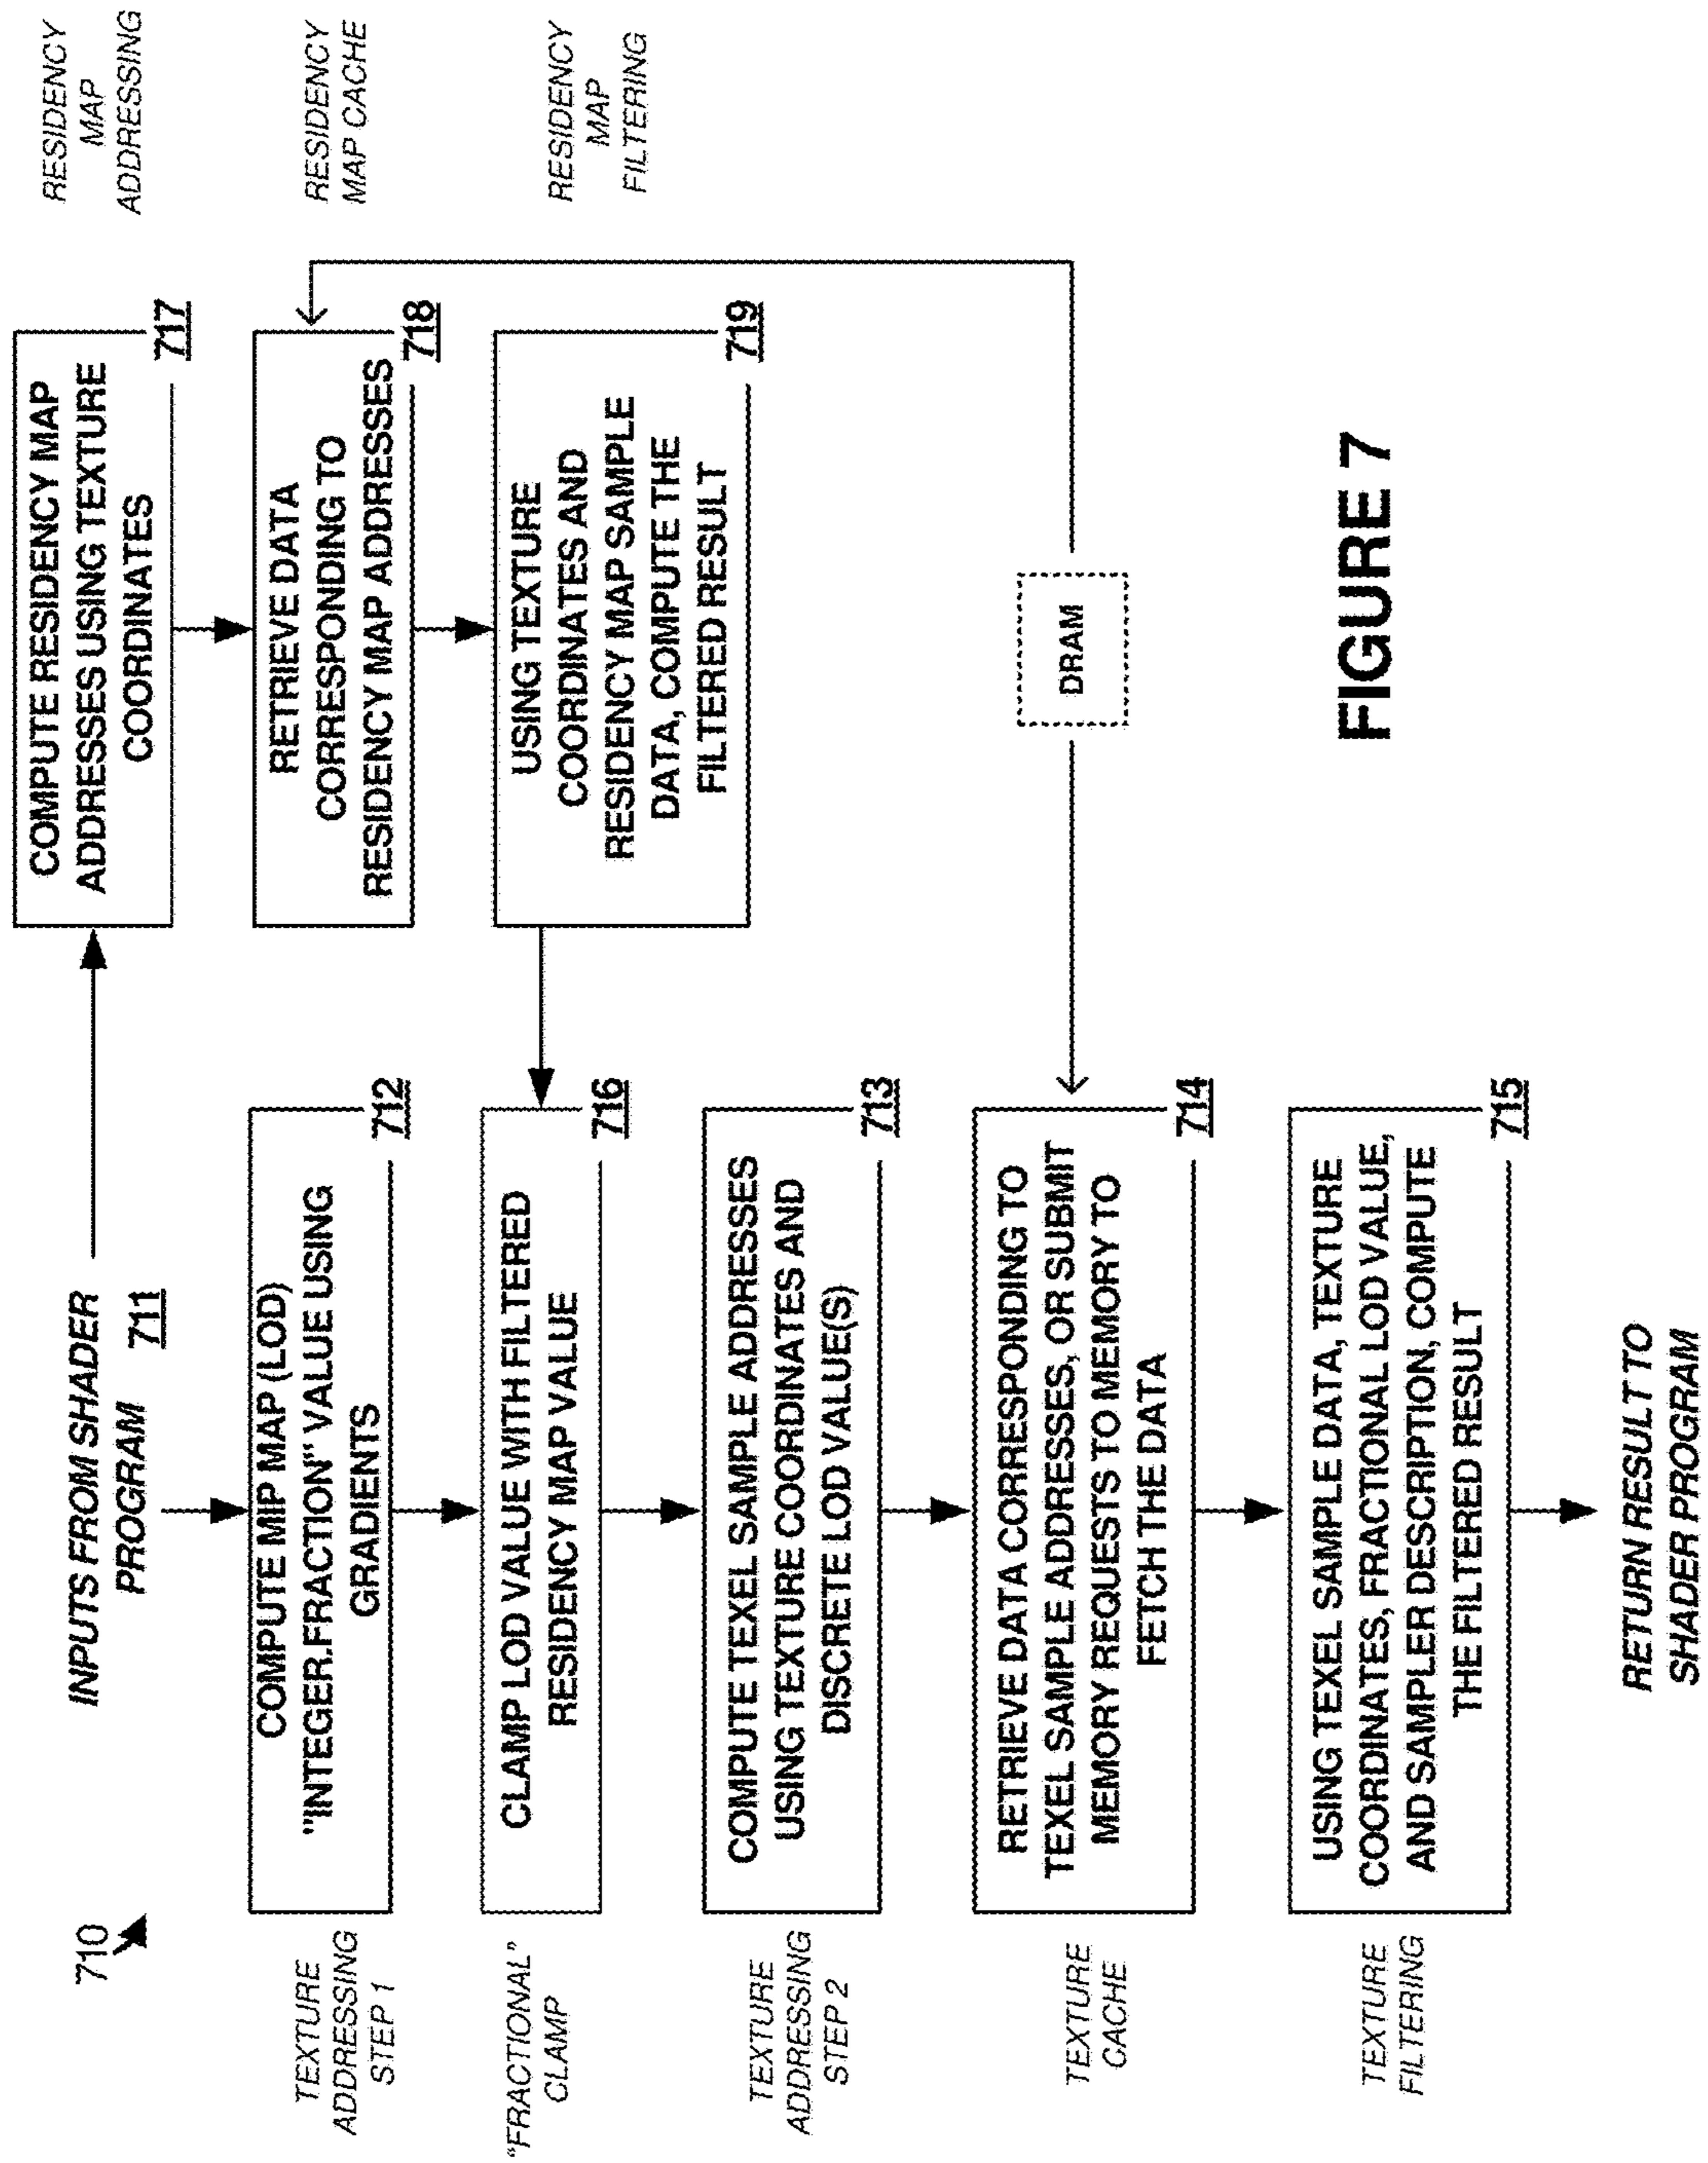 710
INPUTS FROM SHADER
PROGRAM 711
TEXTURE
ADDRESSING
STEP 1
COMPUTE MIP MAP (LOD)
"INTEGER.FRACTION" VALUE USING
GRADIENTS
712
"FRACTIONAL"
CLAMP
CLAMP LOD VALUE WITH FILTERED
RESIDENCY MAP VALUE
716
TEXTURE
ADDRESSING
STEP 2
COMPUTE TEXEL SAMPLE ADDRESSES
USING TEXTURE COORDINATES AND
DISCRETE LOD VALUE(S)
713
TEXTURE
CACHE
RETRIEVE DATA CORRESPONDING TO
TEXEL SAMPLE ADDRESSES, OR SUBMIT
MEMORY REQUESTS TO MEMORY TO
FETCH THE DATA
714
TEXTURE
FILTERING
USING TEXEL SAMPLE DATA, TEXTURE
COORDINATES, FRACTIONAL LOD VALUE,
AND SAMPLER DESCRIPTION, COMPUTE
THE FILTERED RESULT
715
RETURN RESULT TO
SHADER PROGRAM
COMPUTE RESIDENCY MAP
ADDRESSES USING TEXTURE
COORDINATES
717
RESIDENCY
MAP
ADDRESSING
RETRIEVE DATA
CORRESPONDING TO
RESIDENCY MAP ADDRESSES
718
RESIDENCY
MAP CACHE
USING TEXTURE
COORDINATES AND
RESIDENCY MAP SAMPLE
DATA, COMPUTE THE
FILTERED RESULT
719
RESIDENCY
MAP
FILTERING
DRAM
FIGURE 7